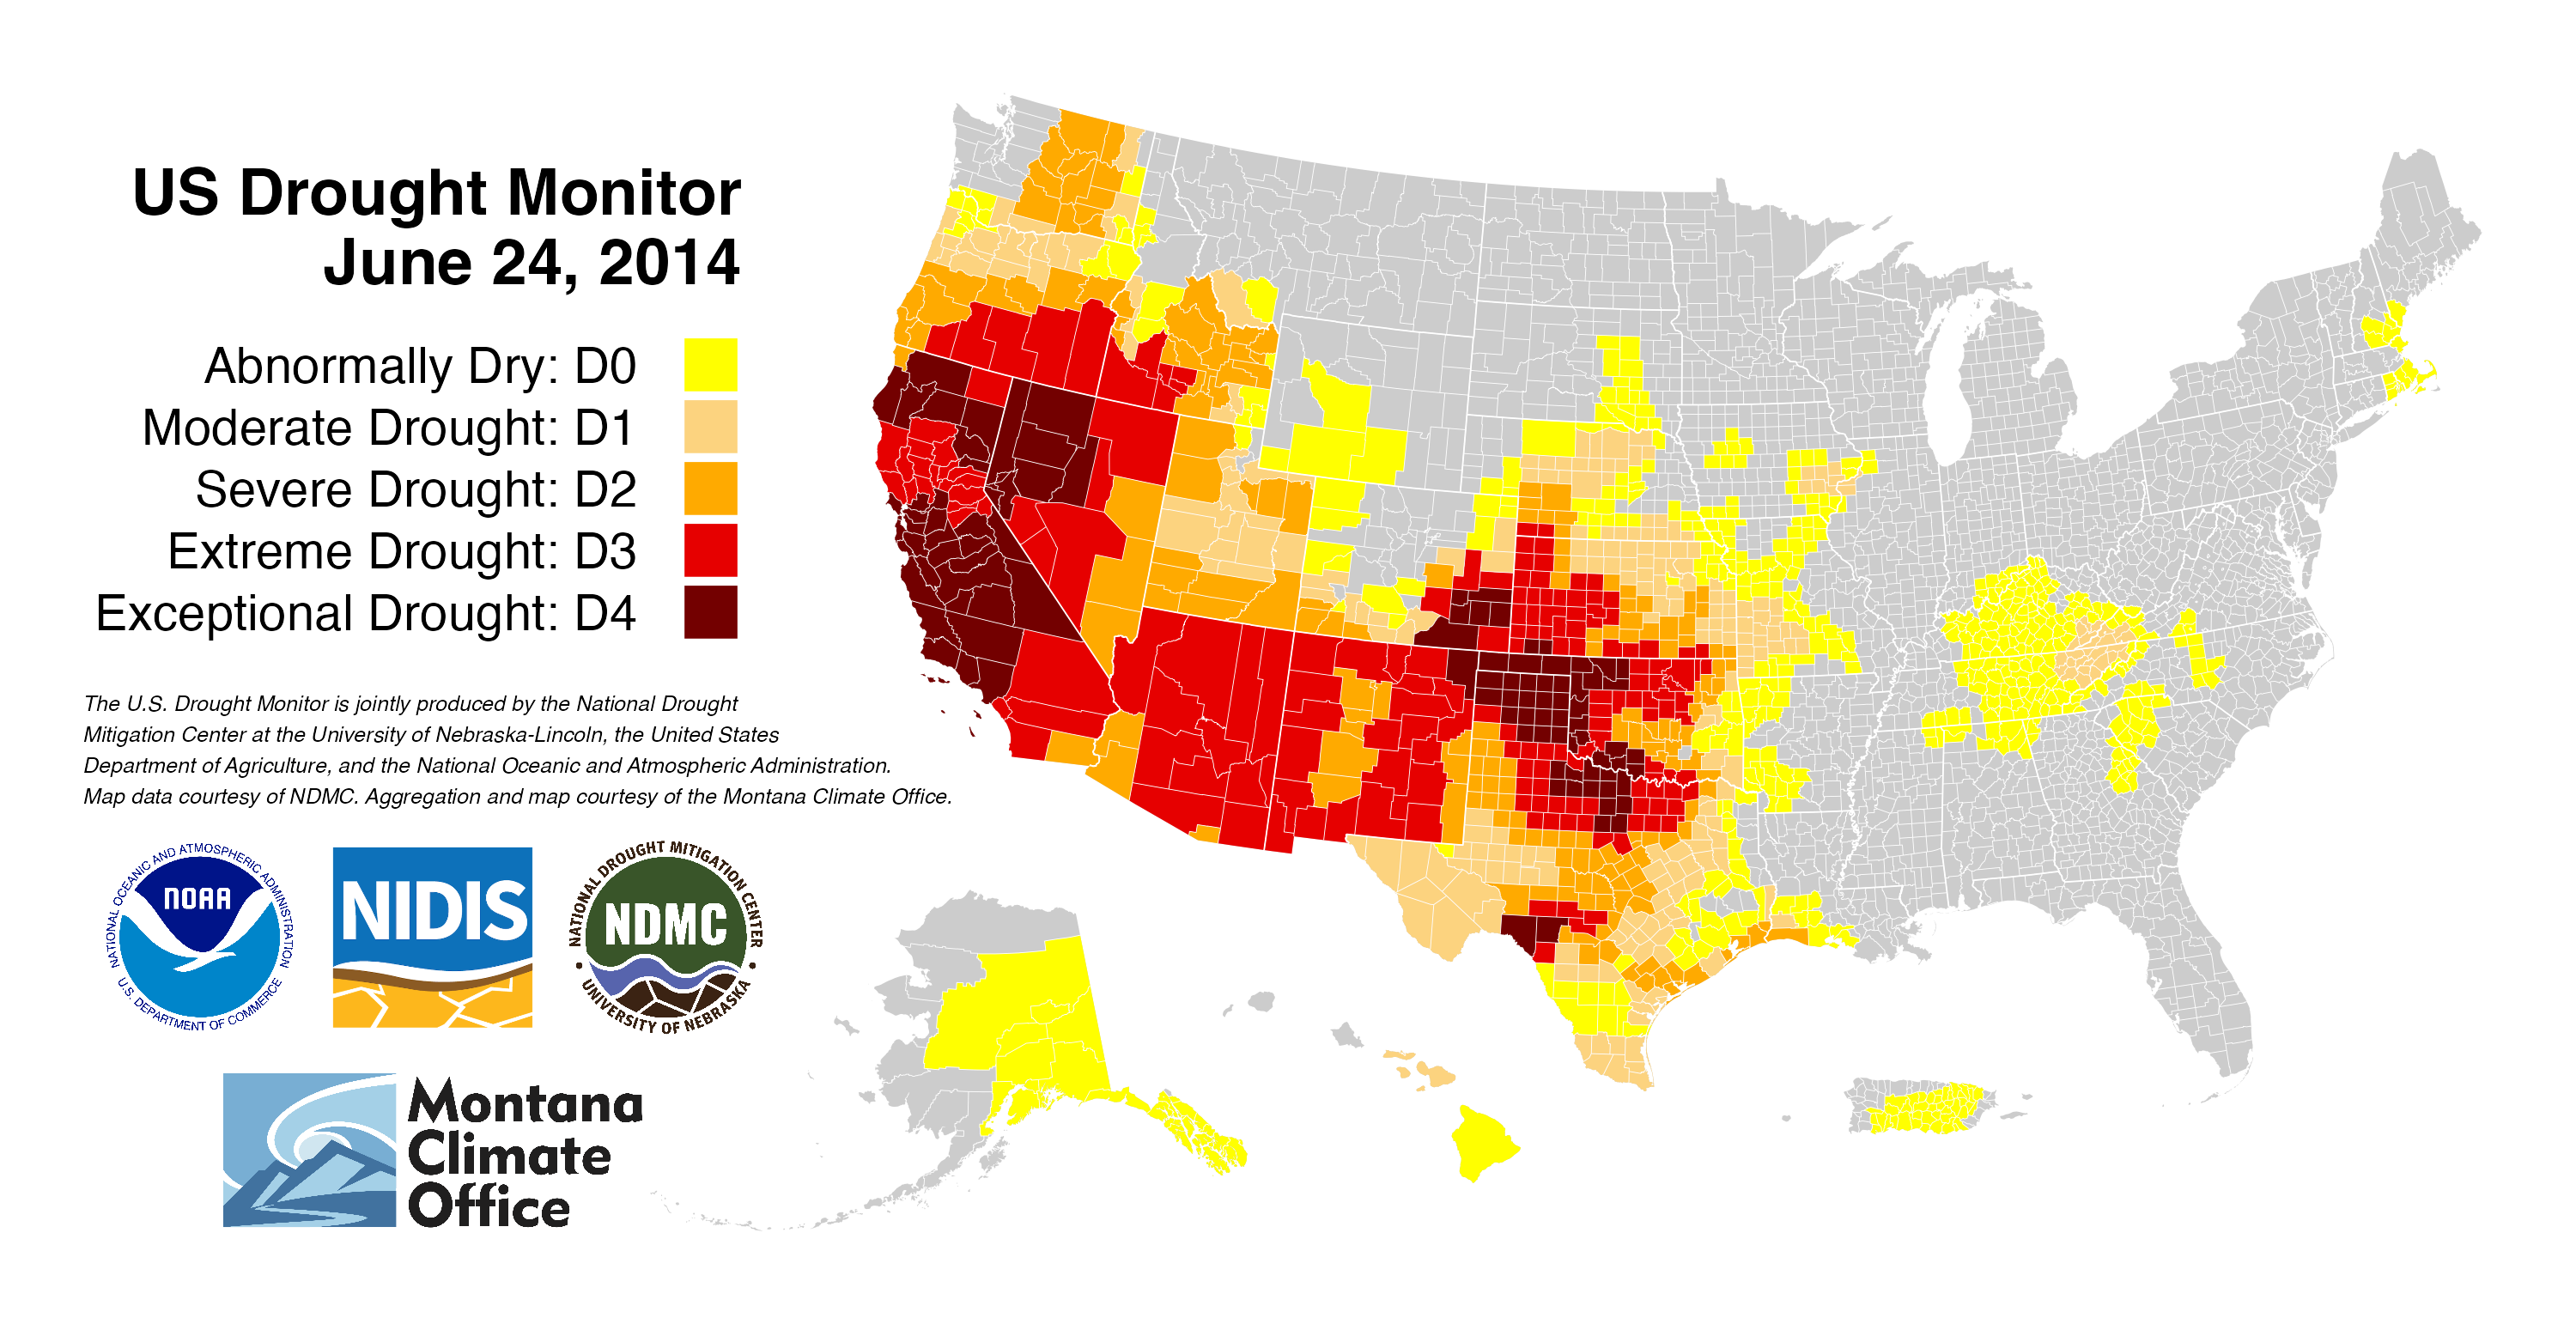 US Drought Monitor
June 24, 2014
Abnormally Dry: D0
Moderate Drought: D1
Severe Drought: D2
Extreme Drought: D3
Exceptional Drought: D4
The U.S. Drought Monitor is jointly produced by the National Drought
Mitigation Center at the University of Nebraska-Lincoln, the United States
Department of Agriculture, and the National Oceanic and Atmospheric Administration.
Map data courtesy of NDMC. Aggregation and map courtesy of the Montana Climate Office.
NATIONAL OCEANIC AND ATMOSPHERIC ADMINISTRATION
NOAA
U.S. DEPARTMENT OF COMMERCE
NIDIS
NATIONAL DROUGHT MITIGATION CENTER
NDMC
UNIVERSITY OF NEBRASKA
Montana
Climate
Office